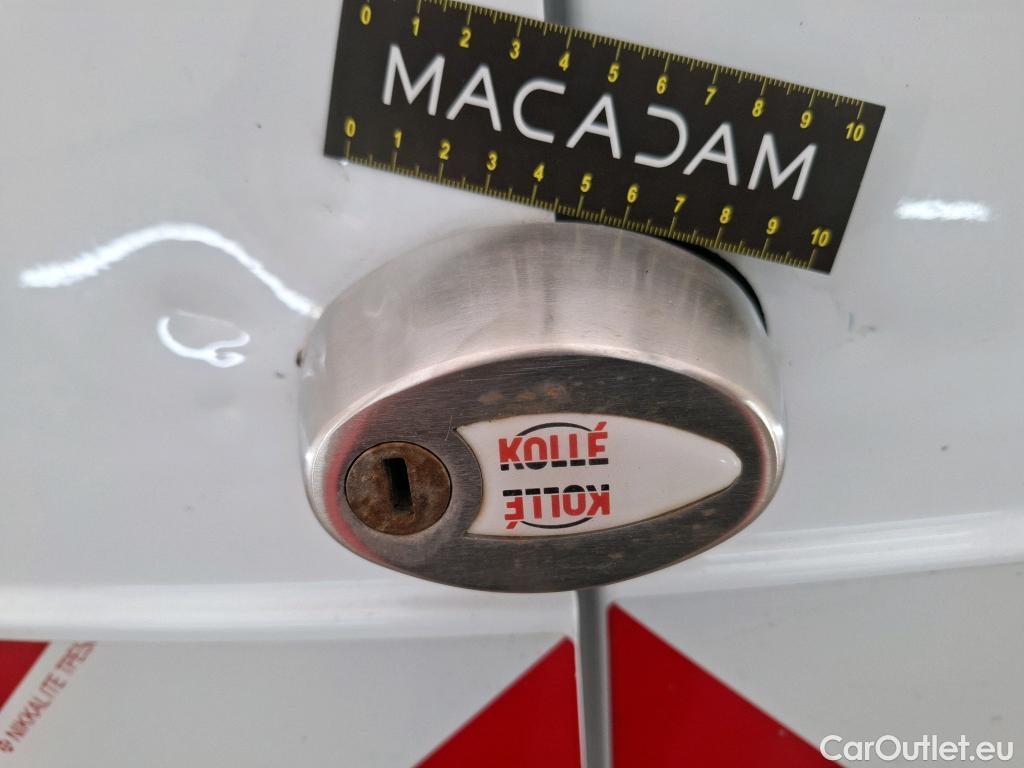 0 1 2 3 4 5 6 7 8 9 10
MACADAM
0 1 2 3 4 5 6 7 8 9 10
KOLLÉ
KOLLÉ
® NIKKALITE
CarOutlet.eu